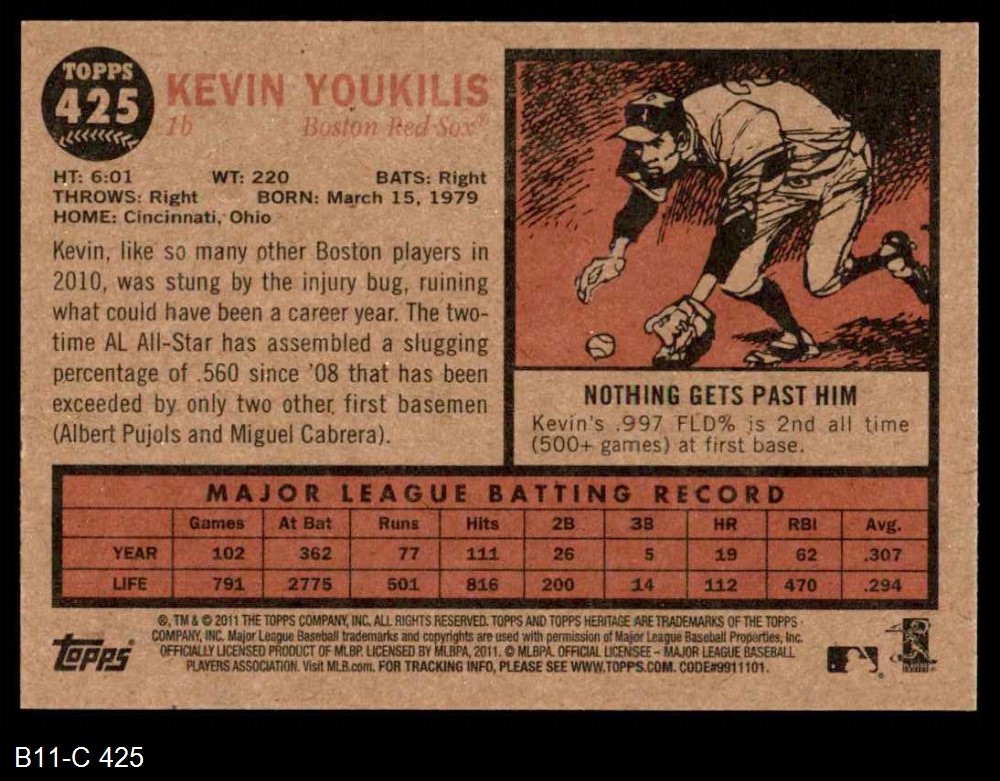 TOPPS
425
KEVIN YOUKILIS
1b Boston Red Sox®
HT: 6:01 WT: 220 BATS: Right
THROWS: Right BORN: March 15, 1979
HOME: Cincinnati, Ohio
Kevin, like so many other Boston players in
2010, was stung by the injury bug, ruining
what could have been a career year. The two-
time AL All-Star has assembled a slugging
percentage of .560 since '08 that has been
exceeded by only two other first basemen
(Albert Pujols and Miguel Cabrera).
NOTHING GETS PAST HIM
Kevin's .997 FLD% is 2nd all time
(500+ games) at first base.
MAJOR LEAGUE BATTING RECORD
Games At Bat Runs Hits 2B 3B HR RBI Avg.
YEAR 102 362 77 111 26 5 19 62 .307
LIFE 791 2775 501 816 200 14 112 470 .294
®, TM & © 2011 THE TOPPS COMPANY, INC. ALL RIGHTS RESERVED. TOPPS AND TOPPS HERITAGE ARE TRADEMARKS OF THE TOPPS
COMPANY, INC. Major League Baseball trademarks and copyrights are used with permission of Major League Baseball Properties, Inc.
OFFICIALLY LICENSED PRODUCT OF MLBP. LICENSED BY MLBPA, 2011. © MLBPA. OFFICIAL LICENSEE – MAJOR LEAGUE BASEBALL
PLAYERS ASSOCIATION. Visit MLB.com. FOR TRACKING INFO, PLEASE SEE WWW.TOPPS.COM. CODE#9911101.
topps
B11-C 425